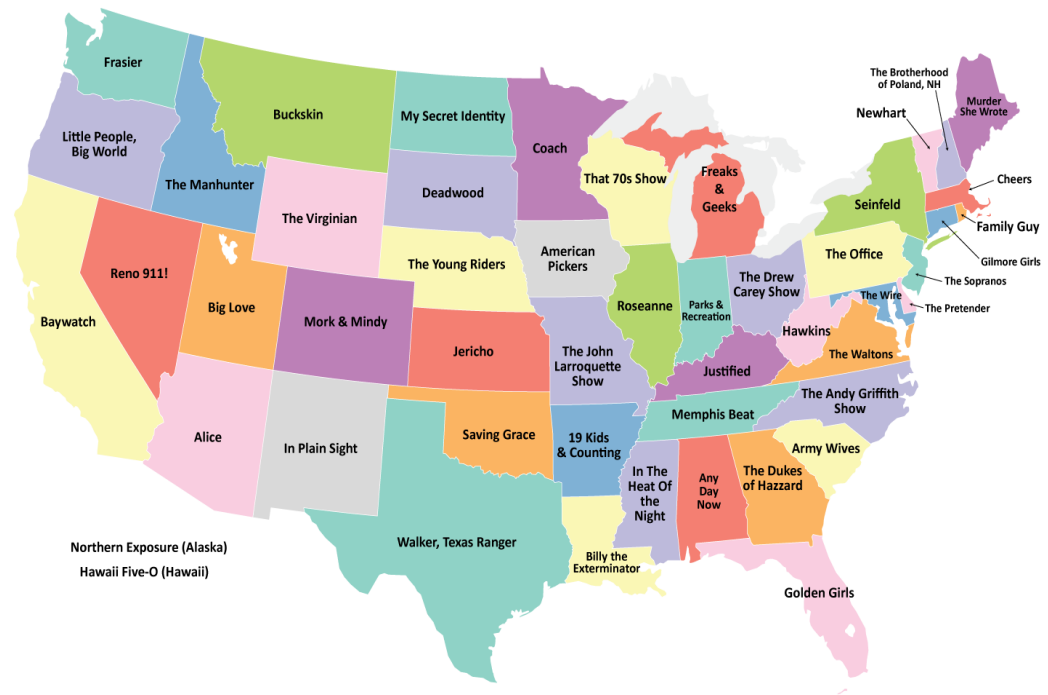 Frasier
Little People,
Big World
The Manhunter
Buckskin
My Secret Identity
Coach
Deadwood
The Virginian
The Young Riders
That 70s Show
Freaks
&
Geeks
The Brotherhood
of Poland, NH
Newhart
Murder
She Wrote
Cheers
Family Guy
Gilmore Girls
Seinfeld
The Office
The Sopranos
The Pretender
The Wire
American
Pickers
Reno 911!
Big Love
Baywatch
Mork & Mindy
Jericho
Roseanne
Parks &
Recreation
The Drew
Carey Show
Hawkins
The Waltons
Justified
The John
Larroquette
Show
The Andy Griffith
Show
Memphis Beat
Alice
In Plain Sight
Saving Grace
19 Kids
& Counting
Army Wives
The Dukes
of Hazzard
Any
Day
Now
In The
Heat Of
the
Night
Walker, Texas Ranger
Billy the
Exterminator
Golden Girls
Northern Exposure (Alaska)
Hawaii Five-O (Hawaii)